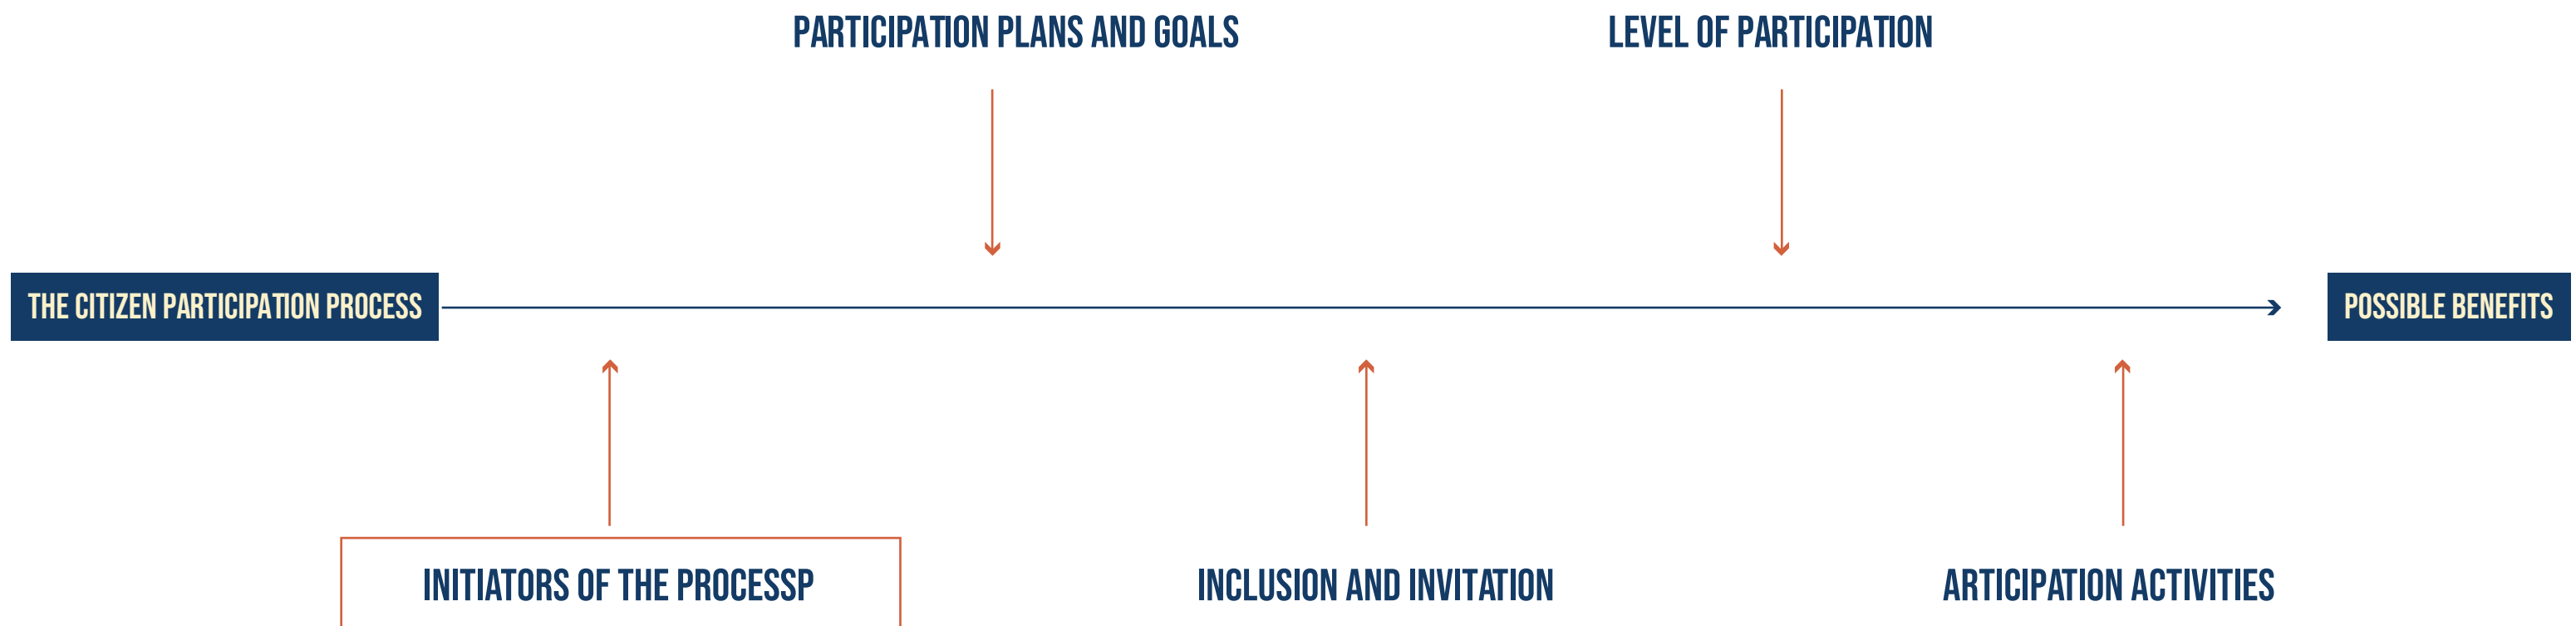 PARTICIPATION PLANS AND GOALS
LEVEL OF PARTICIPATION
THE CITIZEN PARTICIPATION PROCESS
POSSIBLE BENEFITS
INITIATORS OF THE PROCESSP
INCLUSION AND INVITATION
ARTICIPATION ACTIVITIES